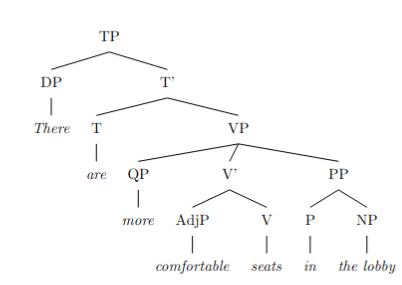 TP
DP T'
There T VP
are QP V' PP
more AdjP V P NP
comfortable seats in the lobby